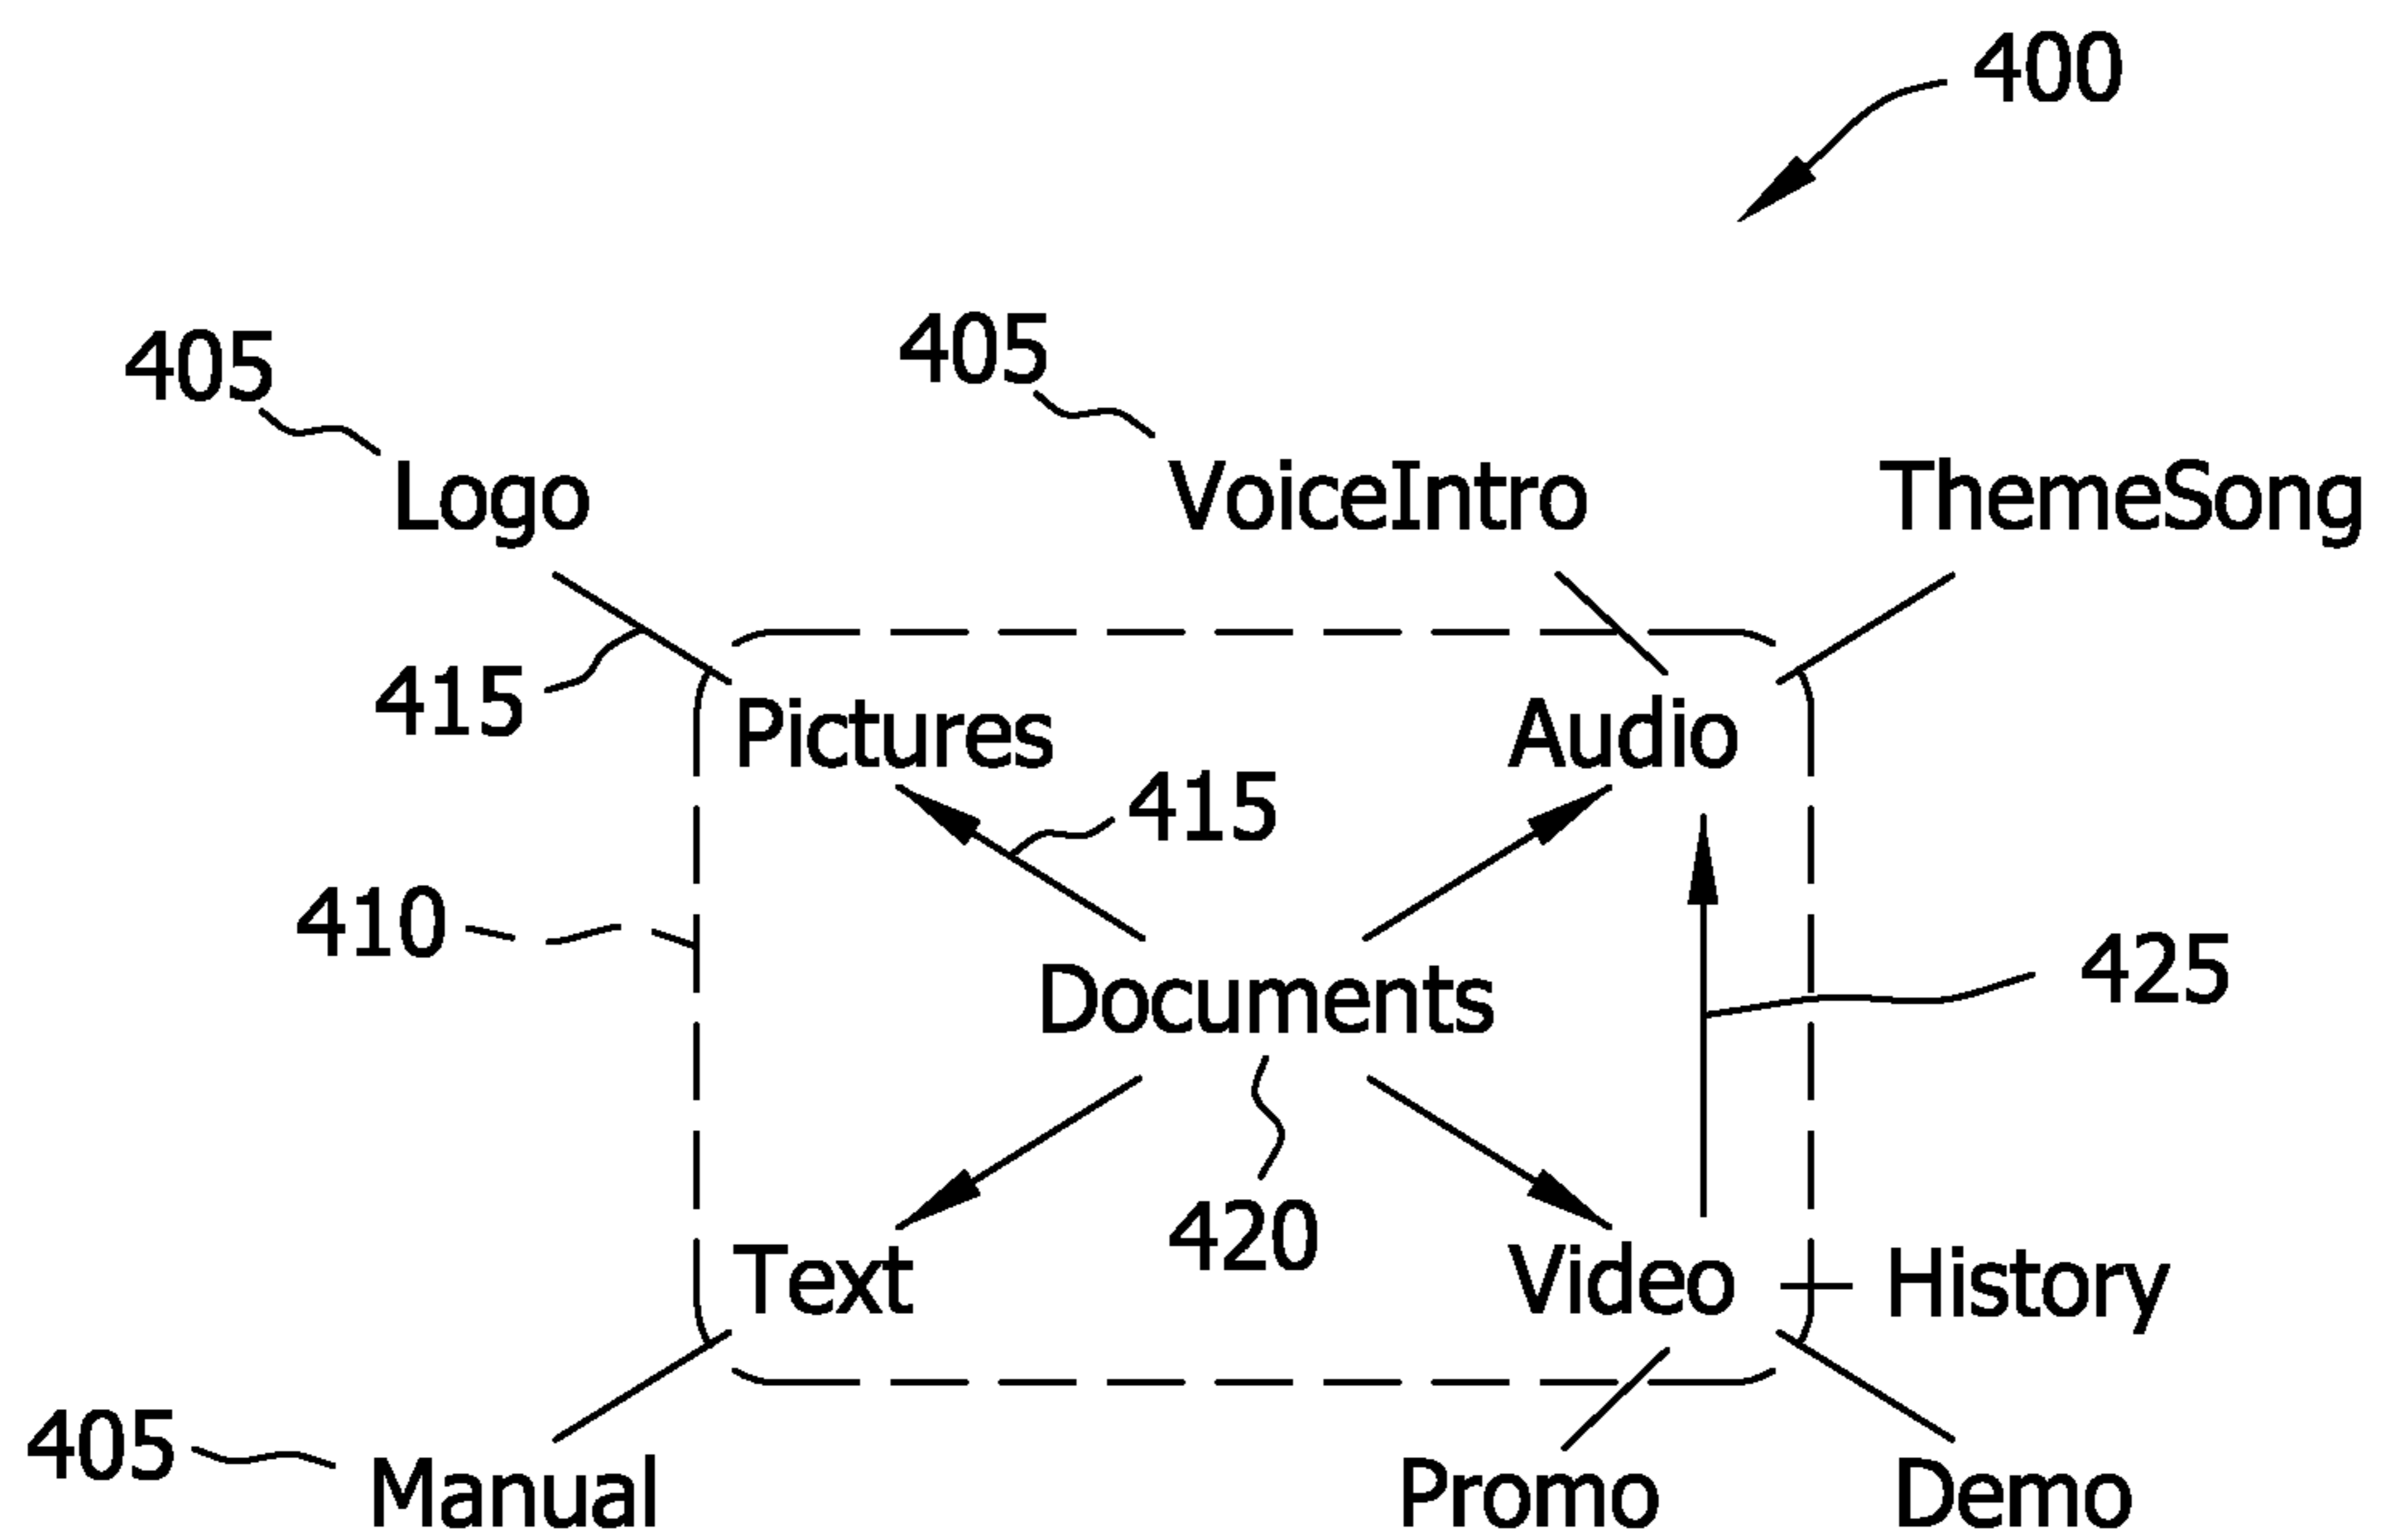 400
405
405
Logo
VoiceIntro
ThemeSong
415
Pictures
Audio
415
410
Documents
425
420
Text
Video
History
405
Manual
Promo
Demo